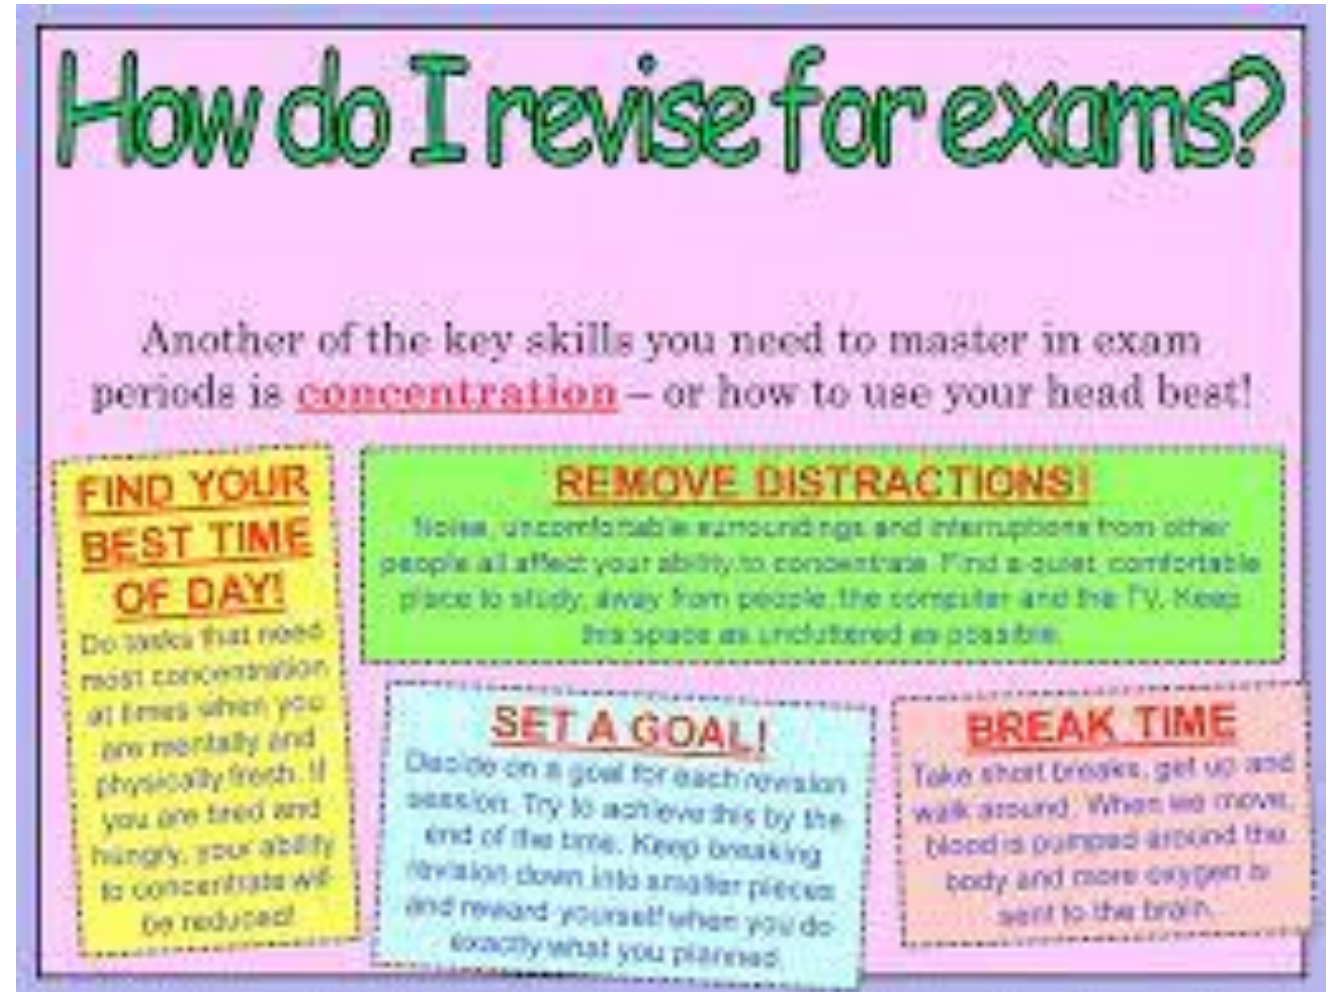 How do I revise for exams?
Another of the key skills you need to master in exam
periods is concentration – or how to use your head best!
FIND YOUR
BEST TIME
OF DAY!
Do tasks that need
most concentration
at times when you
are mentally and
physically fresh. If
you are tired and
hungry, your ability
to concentrate will
be reduced!
REMOVE DISTRACTIONS!
Noise, uncomfortable surroundings and interruptions from other
people all affect your ability to concentrate. Find a quiet, comfortable
place to study, away from people, the computer and the TV. Keep
this space as uncluttered as possible.
SET A GOAL!
Decide on a goal for each revision
session. Try to achieve this by the
end of the time. Keep breaking
revision down into smaller pieces
and reward yourself when you do
exactly what you planned.
BREAK TIME
Take short breaks, get up and
walk around. When we move,
blood is pumped around the
body and more oxygen is
sent to the brain.